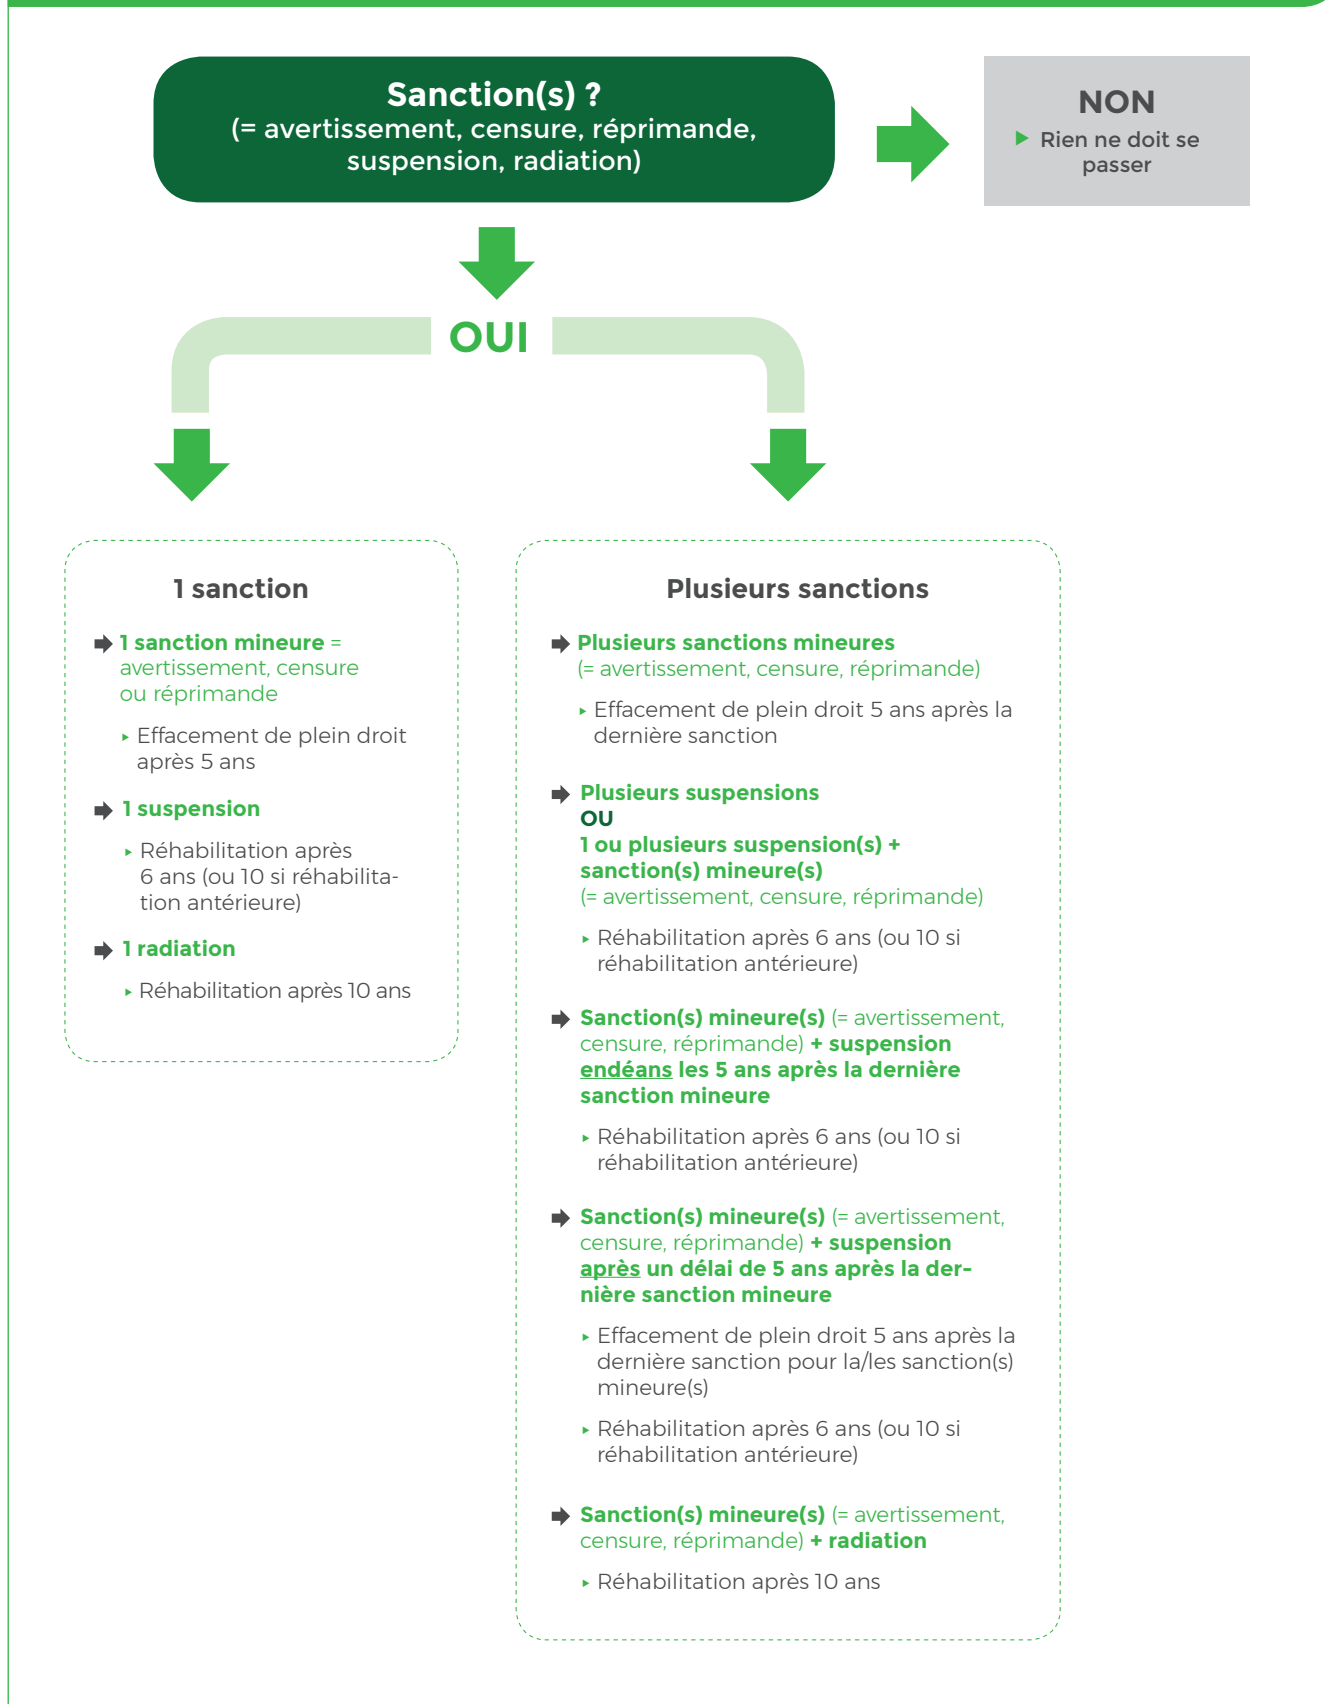 Sanction(s) ?
(= avertissement, censure, réprimande,
suspension, radiation)
NON
Rien ne doit se
passer
OUI
1 sanction
1 sanction mineure =
avertissement, censure
ou réprimande
Effacement de plein droit
après 5 ans
1 suspension
Réhabilitation après
6 ans (ou 10 si réhabilita-
tion antérieure)
1 radiation
Réhabilitation après 10 ans
Plusieurs sanctions
Plusieurs sanctions mineures
(= avertissement, censure, réprimande)
Effacement de plein droit 5 ans après la
dernière sanction
Plusieurs suspensions
OU
1 ou plusieurs suspension(s) +
sanction(s) mineure(s)
(= avertissement, censure, réprimande)
Réhabilitation après 6 ans (ou 10 si
réhabilitation antérieure)
Sanction(s) mineure(s) (= avertissement,
censure, réprimande) + suspension
endéans les 5 ans après la dernière
sanction mineure
Réhabilitation après 6 ans (ou 10 si
réhabilitation antérieure)
Sanction(s) mineure(s) (= avertissement,
censure, réprimande) + suspension
après un délai de 5 ans après la der-
nière sanction mineure
Effacement de plein droit 5 ans après la
dernière sanction pour la/les sanction(s)
mineure(s)
Réhabilitation après 6 ans (ou 10 si
réhabilitation antérieure)
Sanction(s) mineure(s) (= avertissement,
censure, réprimande) + radiation
Réhabilitation après 10 ans